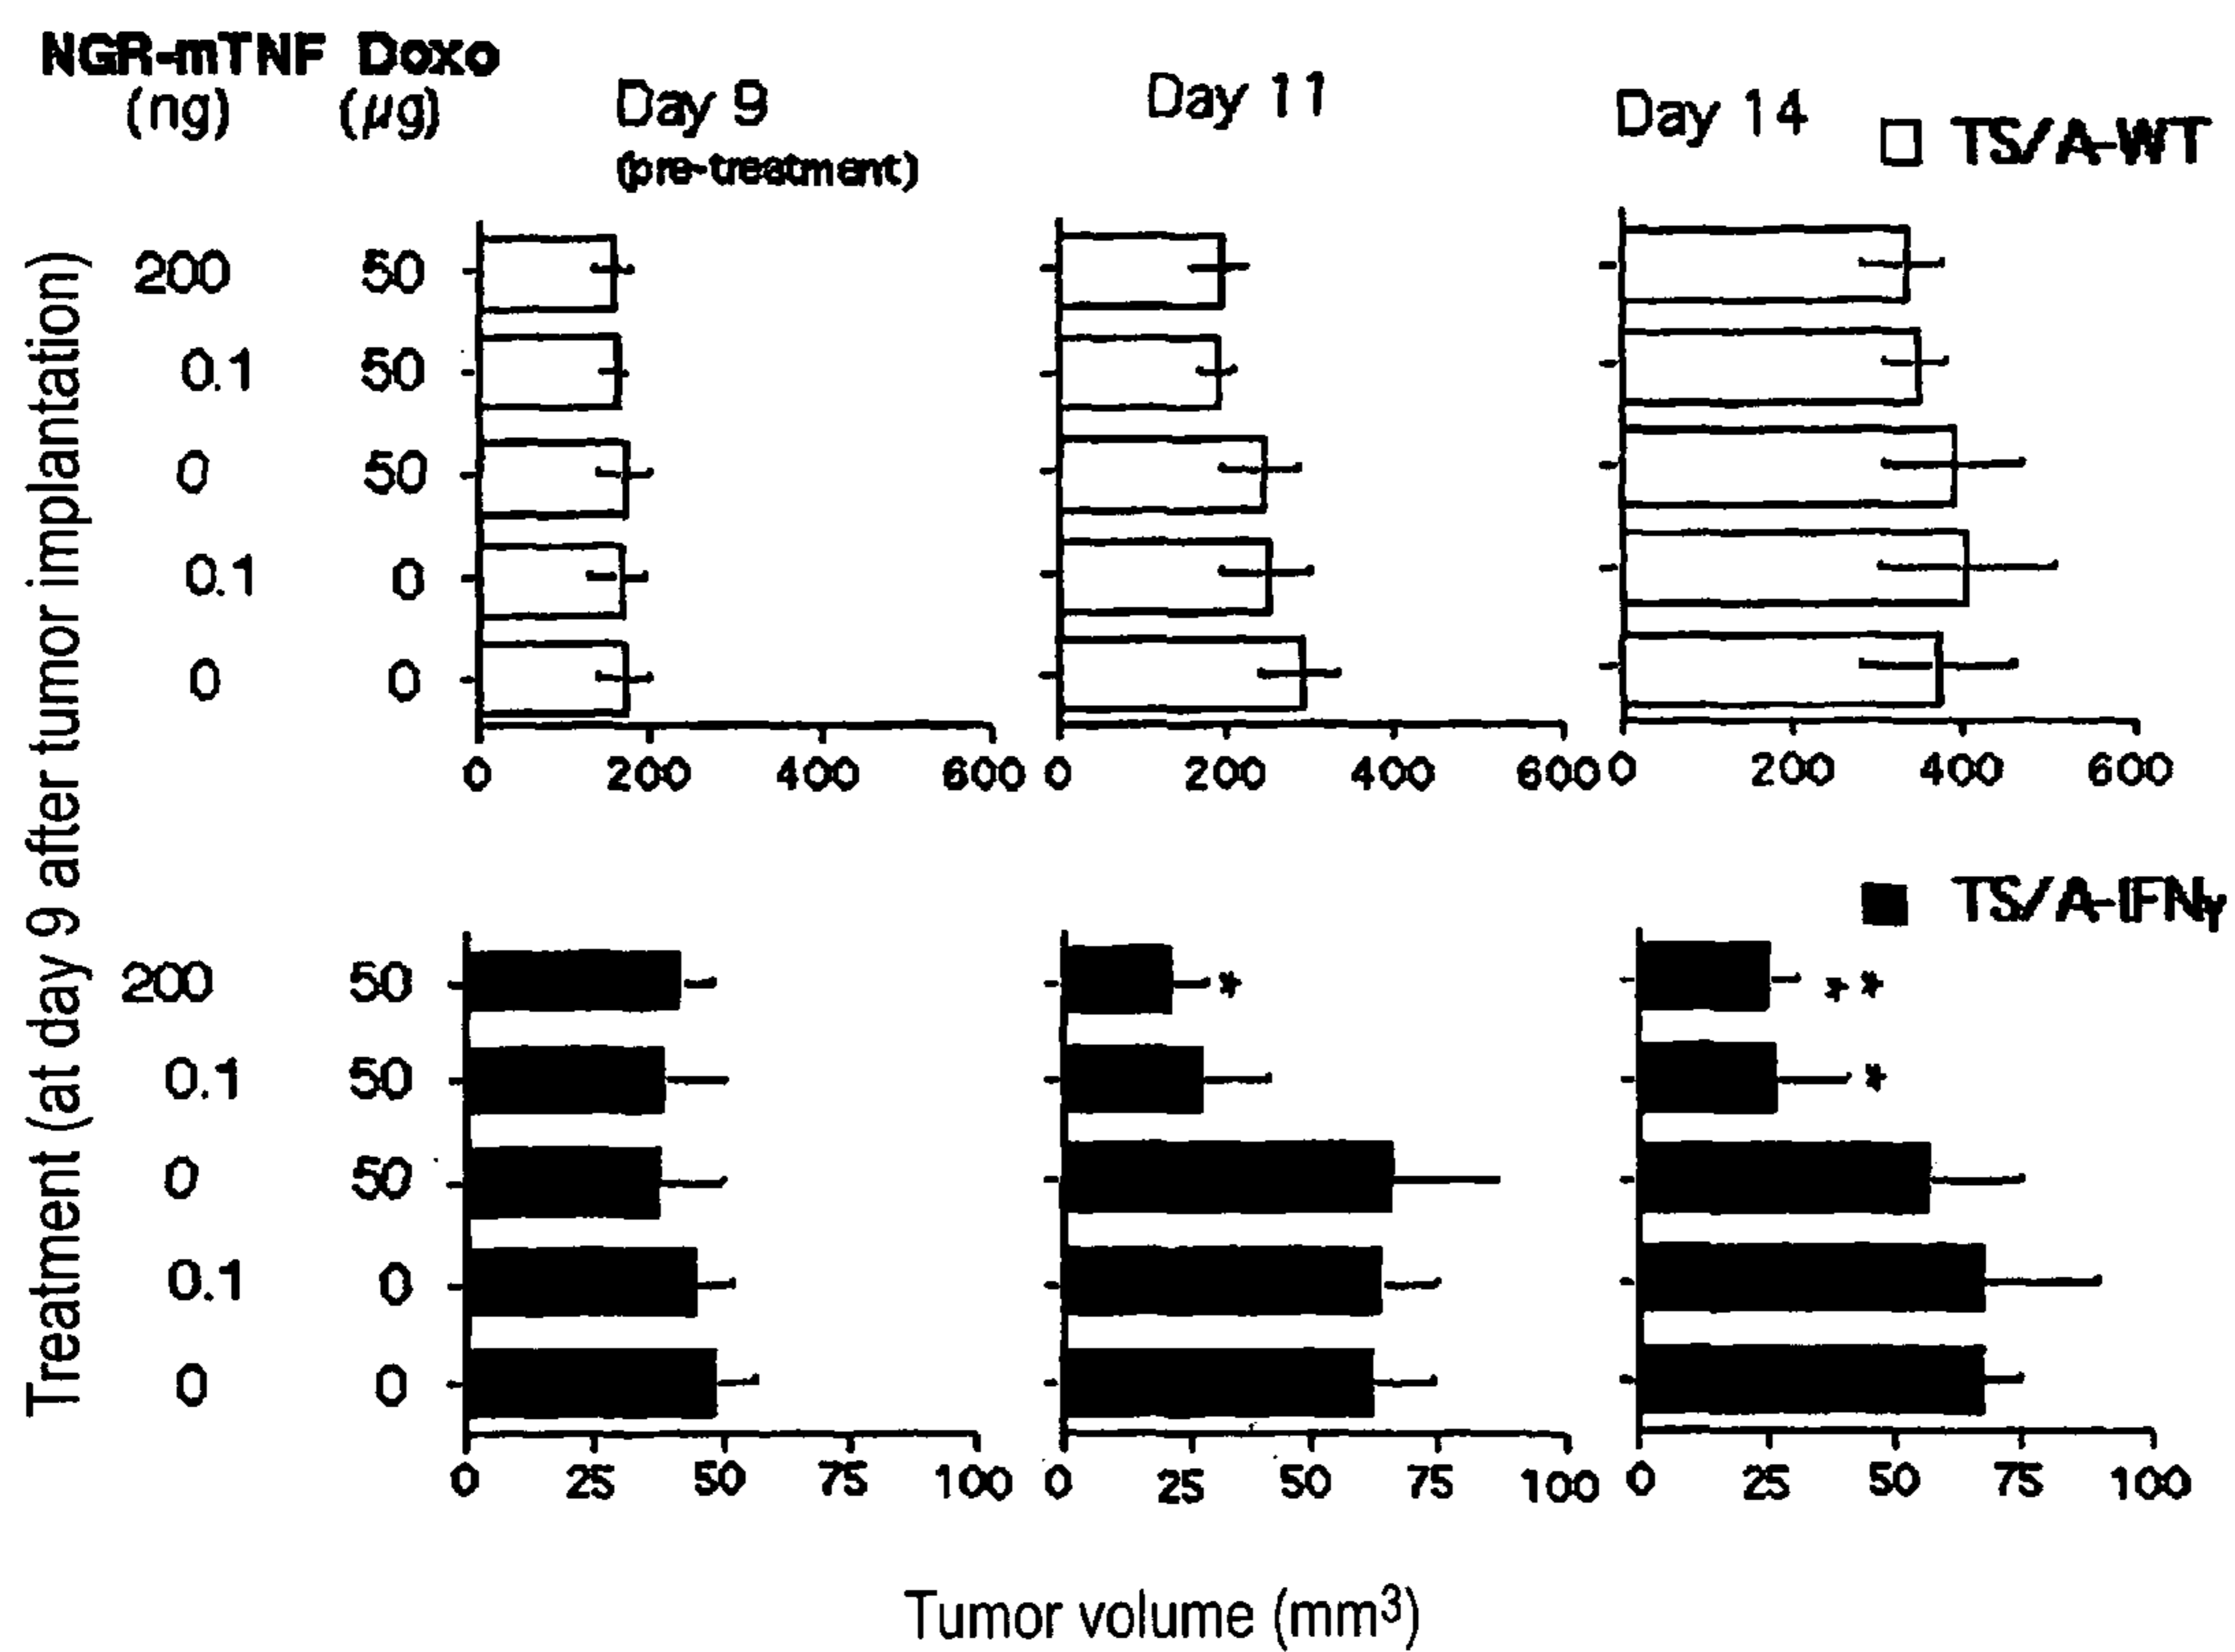 NGR-mTNF Doxo
(ng) (µg)
Day 9
(pre-treatment)
Day 11
Day 14
TS/A-WT
Treatment (at day 9 after tumor implantation)
200 50
0.1 50
0 50
0.1 0
0 0
0 200 400 600 0 200 400 600 0 200 400 600
TS/A-IFNγ
200 50 * **
0.1 50 *
0 50
0.1 0
0 0
0 25 50 75 100 0 25 50 75 100 0 25 50 75 100
Tumor volume (mm³)